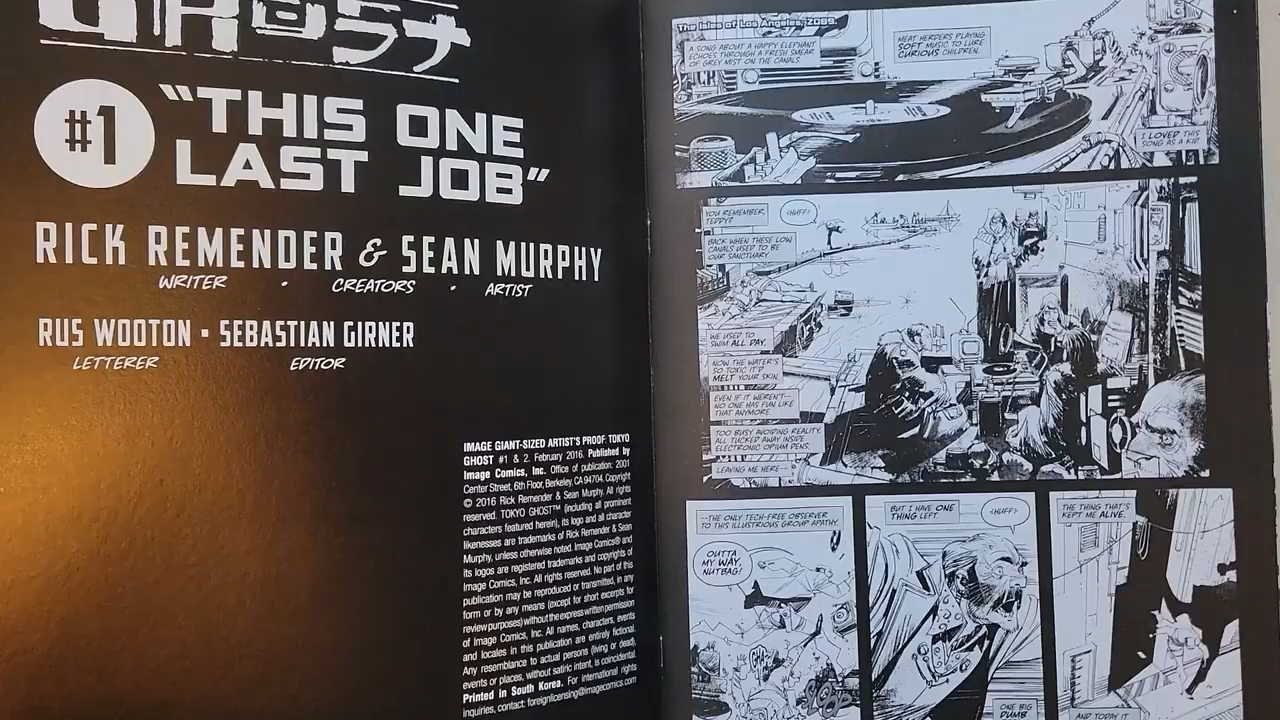 GHOST
#1
"THIS ONE
LAST JOB"
RICK REMENDER & SEAN MURPHY
WRITER · CREATORS · ARTIST
RUS WOOTON · SEBASTIAN GIRNER
LETTERER EDITOR
IMAGE GIANT-SIZED ARTIST'S PROOF: TOKYO
GHOST #1 & 2. February 2016. Published by
Image Comics, Inc. Office of publication: 2001
Center Street, 6th Floor, Berkeley, CA 94704. Copyright
© 2016 Rick Remender & Sean Murphy. All rights
reserved. TOKYO GHOST™ (including all prominent
characters featured herein), its logo and all character
likenesses are trademarks of Rick Remender & Sean
Murphy, unless otherwise noted. Image Comics® and
its logos are registered trademarks and copyrights of
Image Comics, Inc. All rights reserved. No part of this
publication may be reproduced or transmitted, in any
form or by any means (except for short excerpts for
review purposes) without the express written permission
of Image Comics, Inc. All names, characters, events
and locales in this publication are entirely fictional.
Any resemblance to actual persons (living or dead),
events or places, without satiric intent, is coincidental.
Printed in South Korea. For international rights
inquiries, contact: foreignlicensing@imagecomics.com
The Isles of Los Angeles, 2089.
A SONG ABOUT A HAPPY ELEPHANT
ECHOES THROUGH A FRESH SMEAR
OF GREY MIST ON THE CANALS.
MEAT HERDERS PLAYING
SOFT MUSIC TO LURE
CURIOUS CHILDREN.
I LOVED THIS
SONG AS A KID.
YOU REMEMBER,
TEDDY?
<HUFF>
BACK WHEN THESE LOW
CANALS USED TO BE
OUR SANCTUARY.
WE USED TO
SWIM ALL DAY.
NOW THE WATER'S
SO TOXIC IT'D
MELT YOUR SKIN.
EVEN IF IT WEREN'T--
NO ONE HAS FUN LIKE
THAT ANYMORE.
TOO BUSY AVOIDING REALITY,
ALL TUCKED AWAY INSIDE
ELECTRONIC OPIUM DENS.
LEAVING ME HERE--
--THE ONLY TECH-FREE OBSERVER
TO THIS ILLUSTRIOUS GROUP APATHY.
OUTTA
MY WAY,
NUTBAG!
BUT I HAVE ONE
THING LEFT.
<HUFF>
ONE BIG
DUMB
THE THING THAT'S
KEPT ME ALIVE.
AND TODAY IT